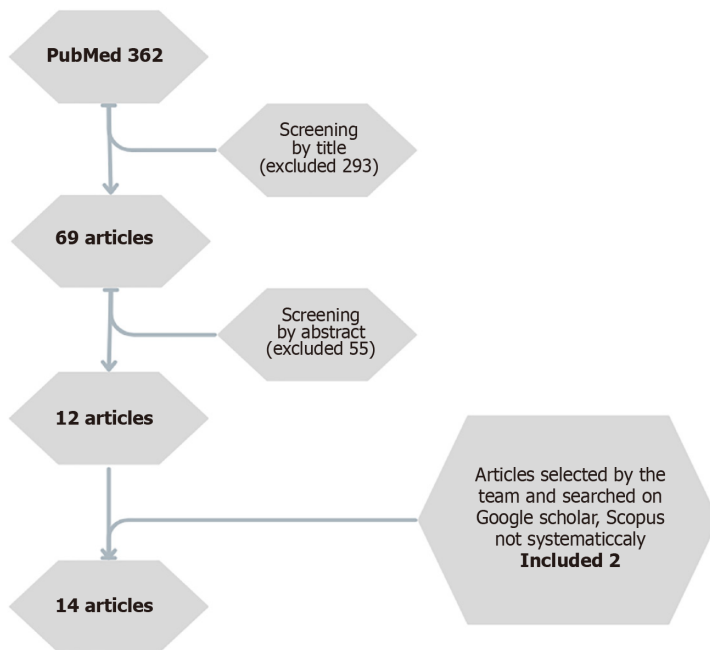 PubMed 362
Screening
by title
(excluded 293)
69 articles
Screening
by abstract
(excluded 55)
12 articles
Articles selected by the
team and searched on
Google scholar, Scopus
not systematiccaly
Included 2
14 articles